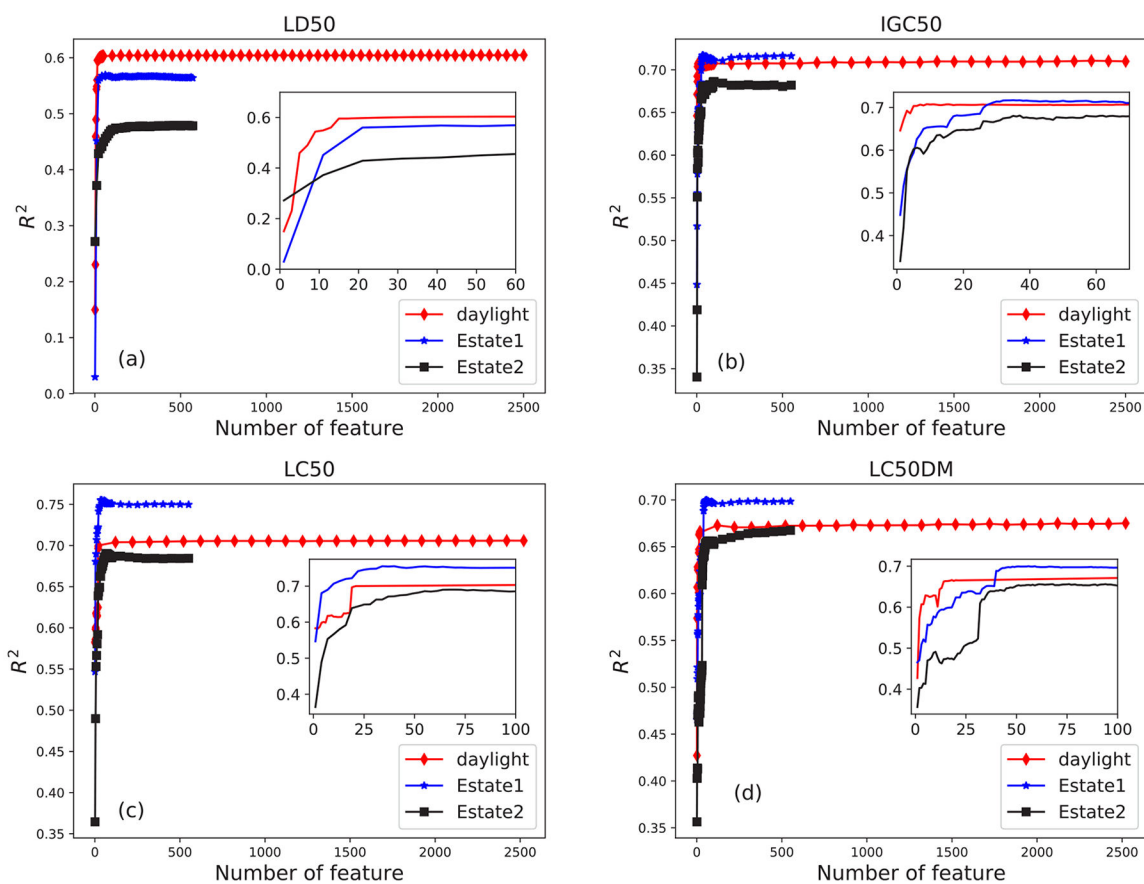 LD50
0.6
0.5
0.4
0.3
0.2
0.1
0.0
R²
0.6
0.4
0.2
0.0
0 10 20 30 40 50 60
daylight
Estate1
Estate2
(a)
0 500 1000 1500 2000 2500
Number of feature
IGC50
0.70
0.65
0.60
0.55
0.50
0.45
0.40
0.35
R²
0.7
0.6
0.5
0.4
0 20 40 60
daylight
Estate1
Estate2
(b)
0 500 1000 1500 2000 2500
Number of feature
LC50
0.75
0.70
0.65
0.60
0.55
0.50
0.45
0.40
0.35
R²
0.7
0.6
0.5
0.4
0 25 50 75 100
daylight
Estate1
Estate2
(c)
0 500 1000 1500 2000 2500
Number of feature
LC50DM
0.70
0.65
0.60
0.55
0.50
0.45
0.40
0.35
R²
0.7
0.6
0.5
0.4
0 25 50 75 100
daylight
Estate1
Estate2
(d)
0 500 1000 1500 2000 2500
Number of feature